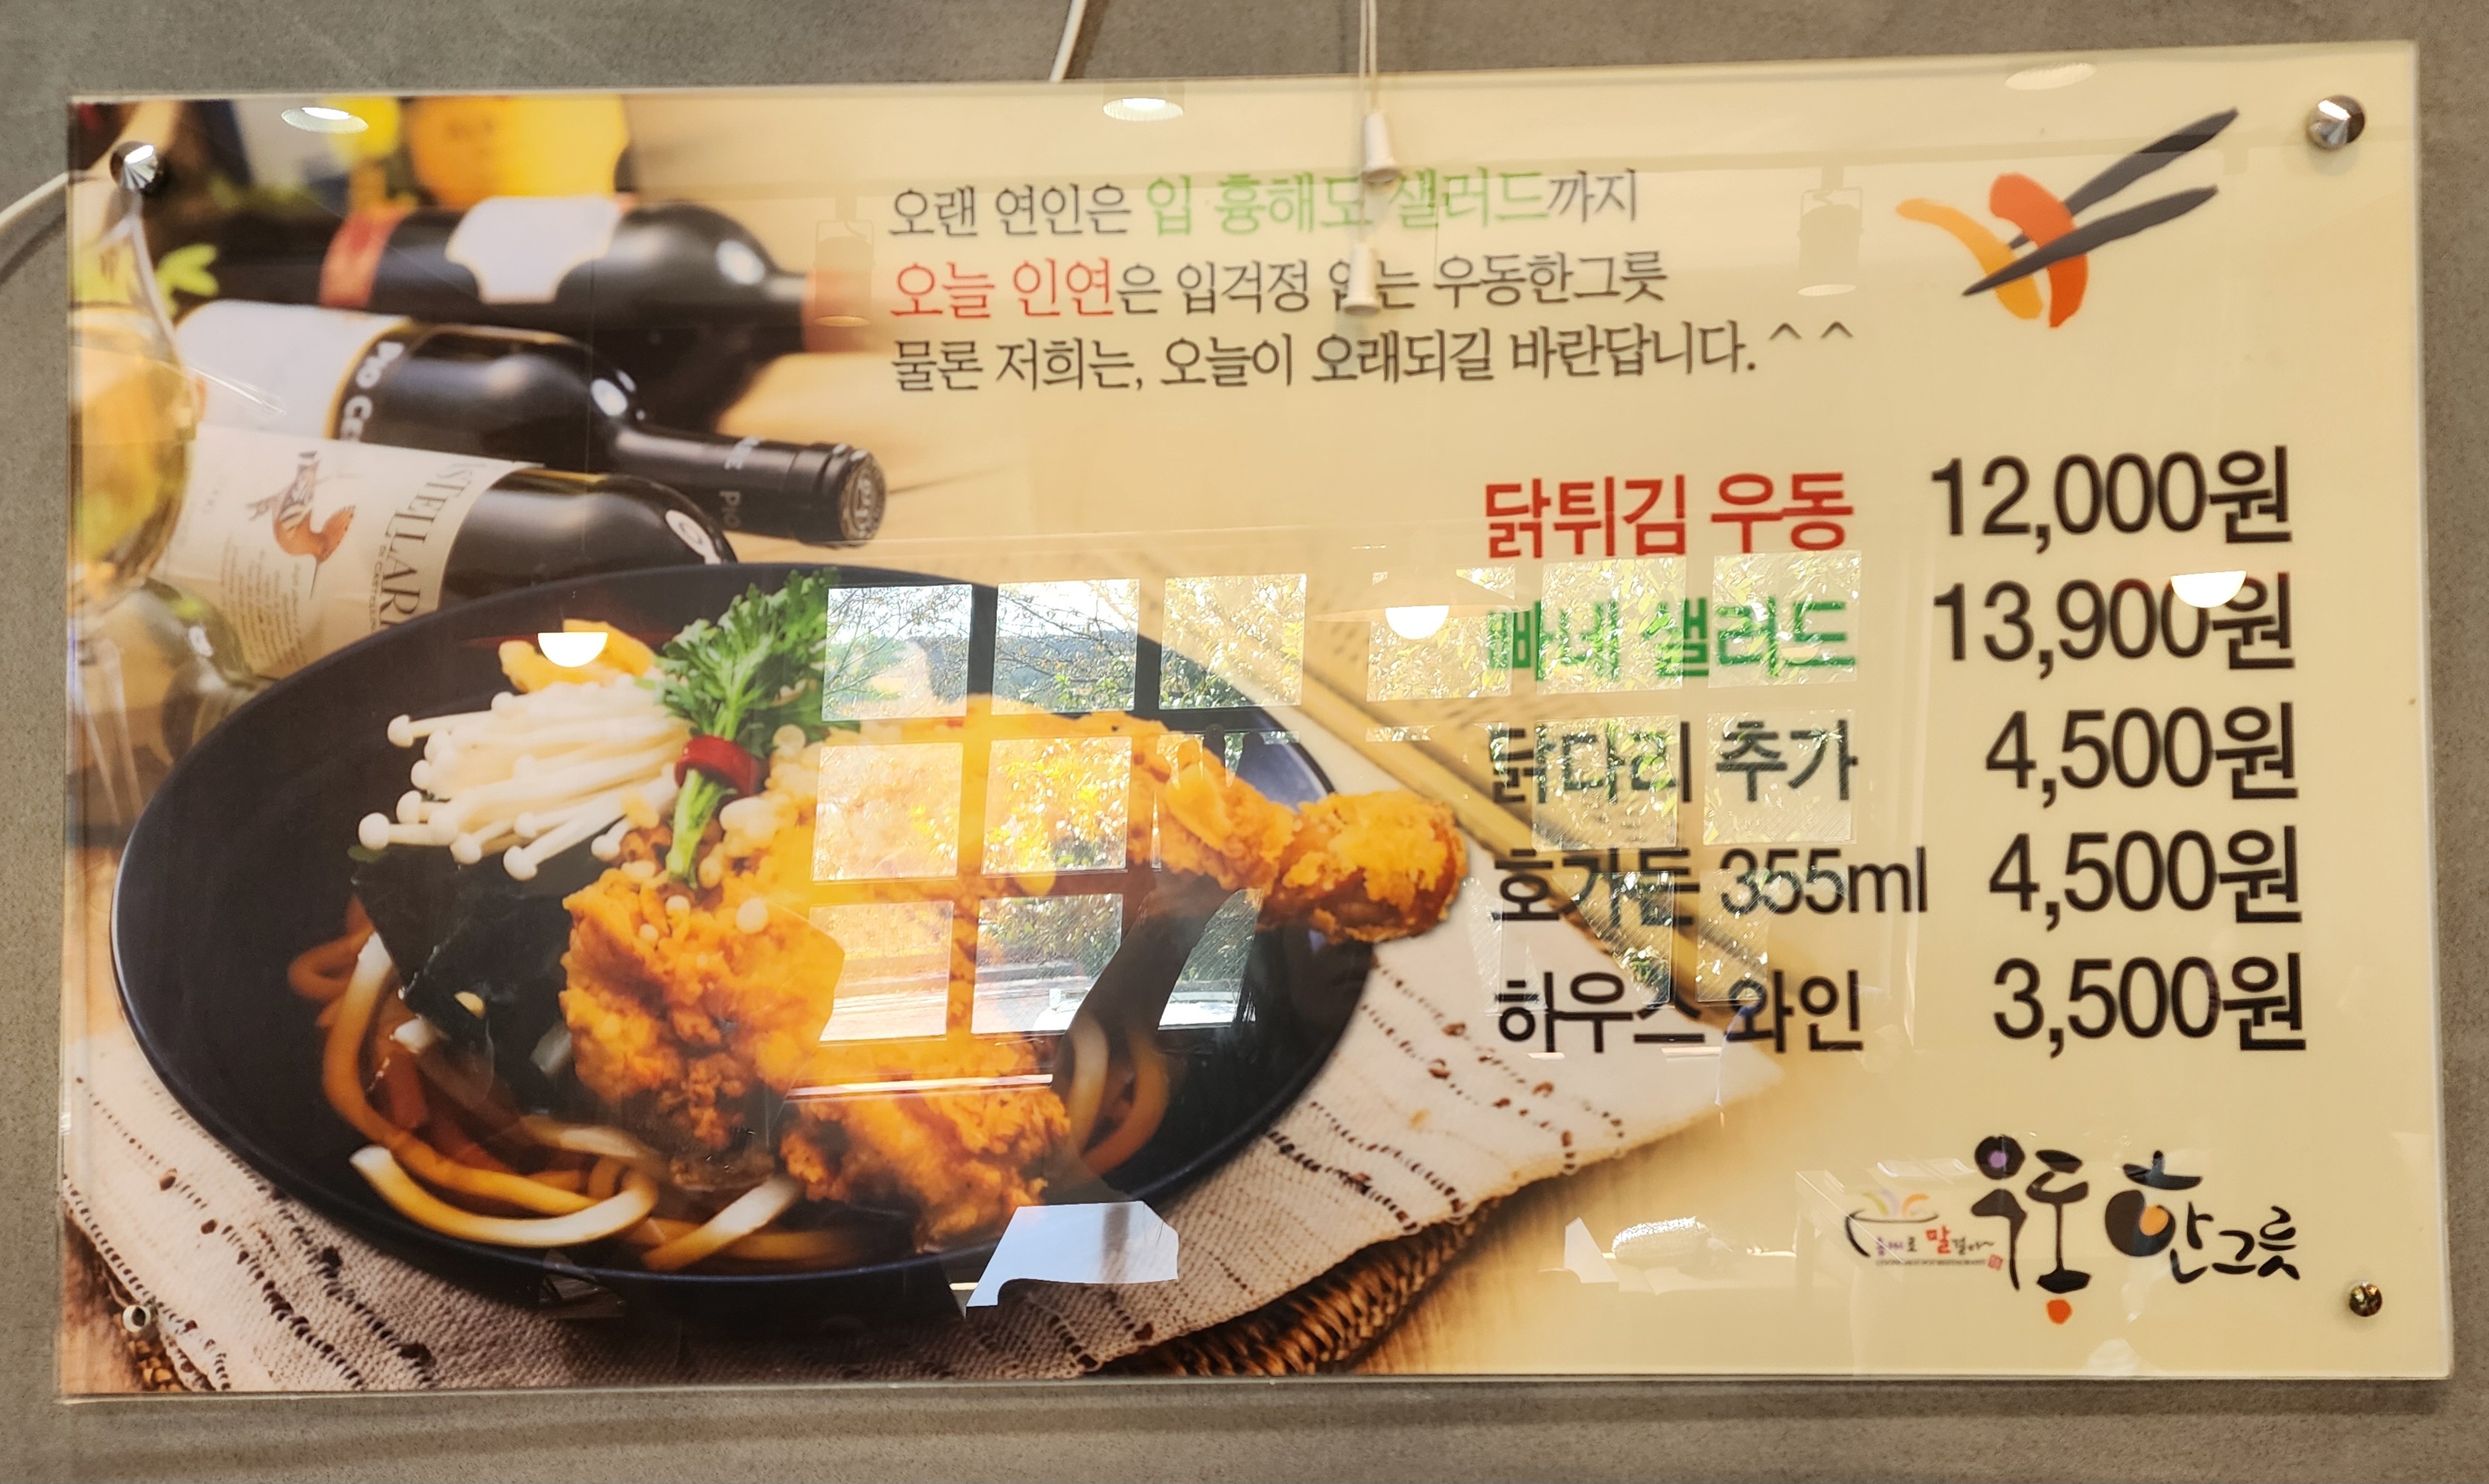 오랜 연인은 입 흉해도 샐러드까지
오늘 인연은 입걱정 없는 우동한그릇
물론 저희는, 오늘이 오래되길 바란답니다.^^
닭튀김 우동 12,000원
빠네 샐러드 13,900원
닭다리 추가 4,500원
호가든 355ml 4,500원
하우스 와인 3,500원
우동 한그릇
말